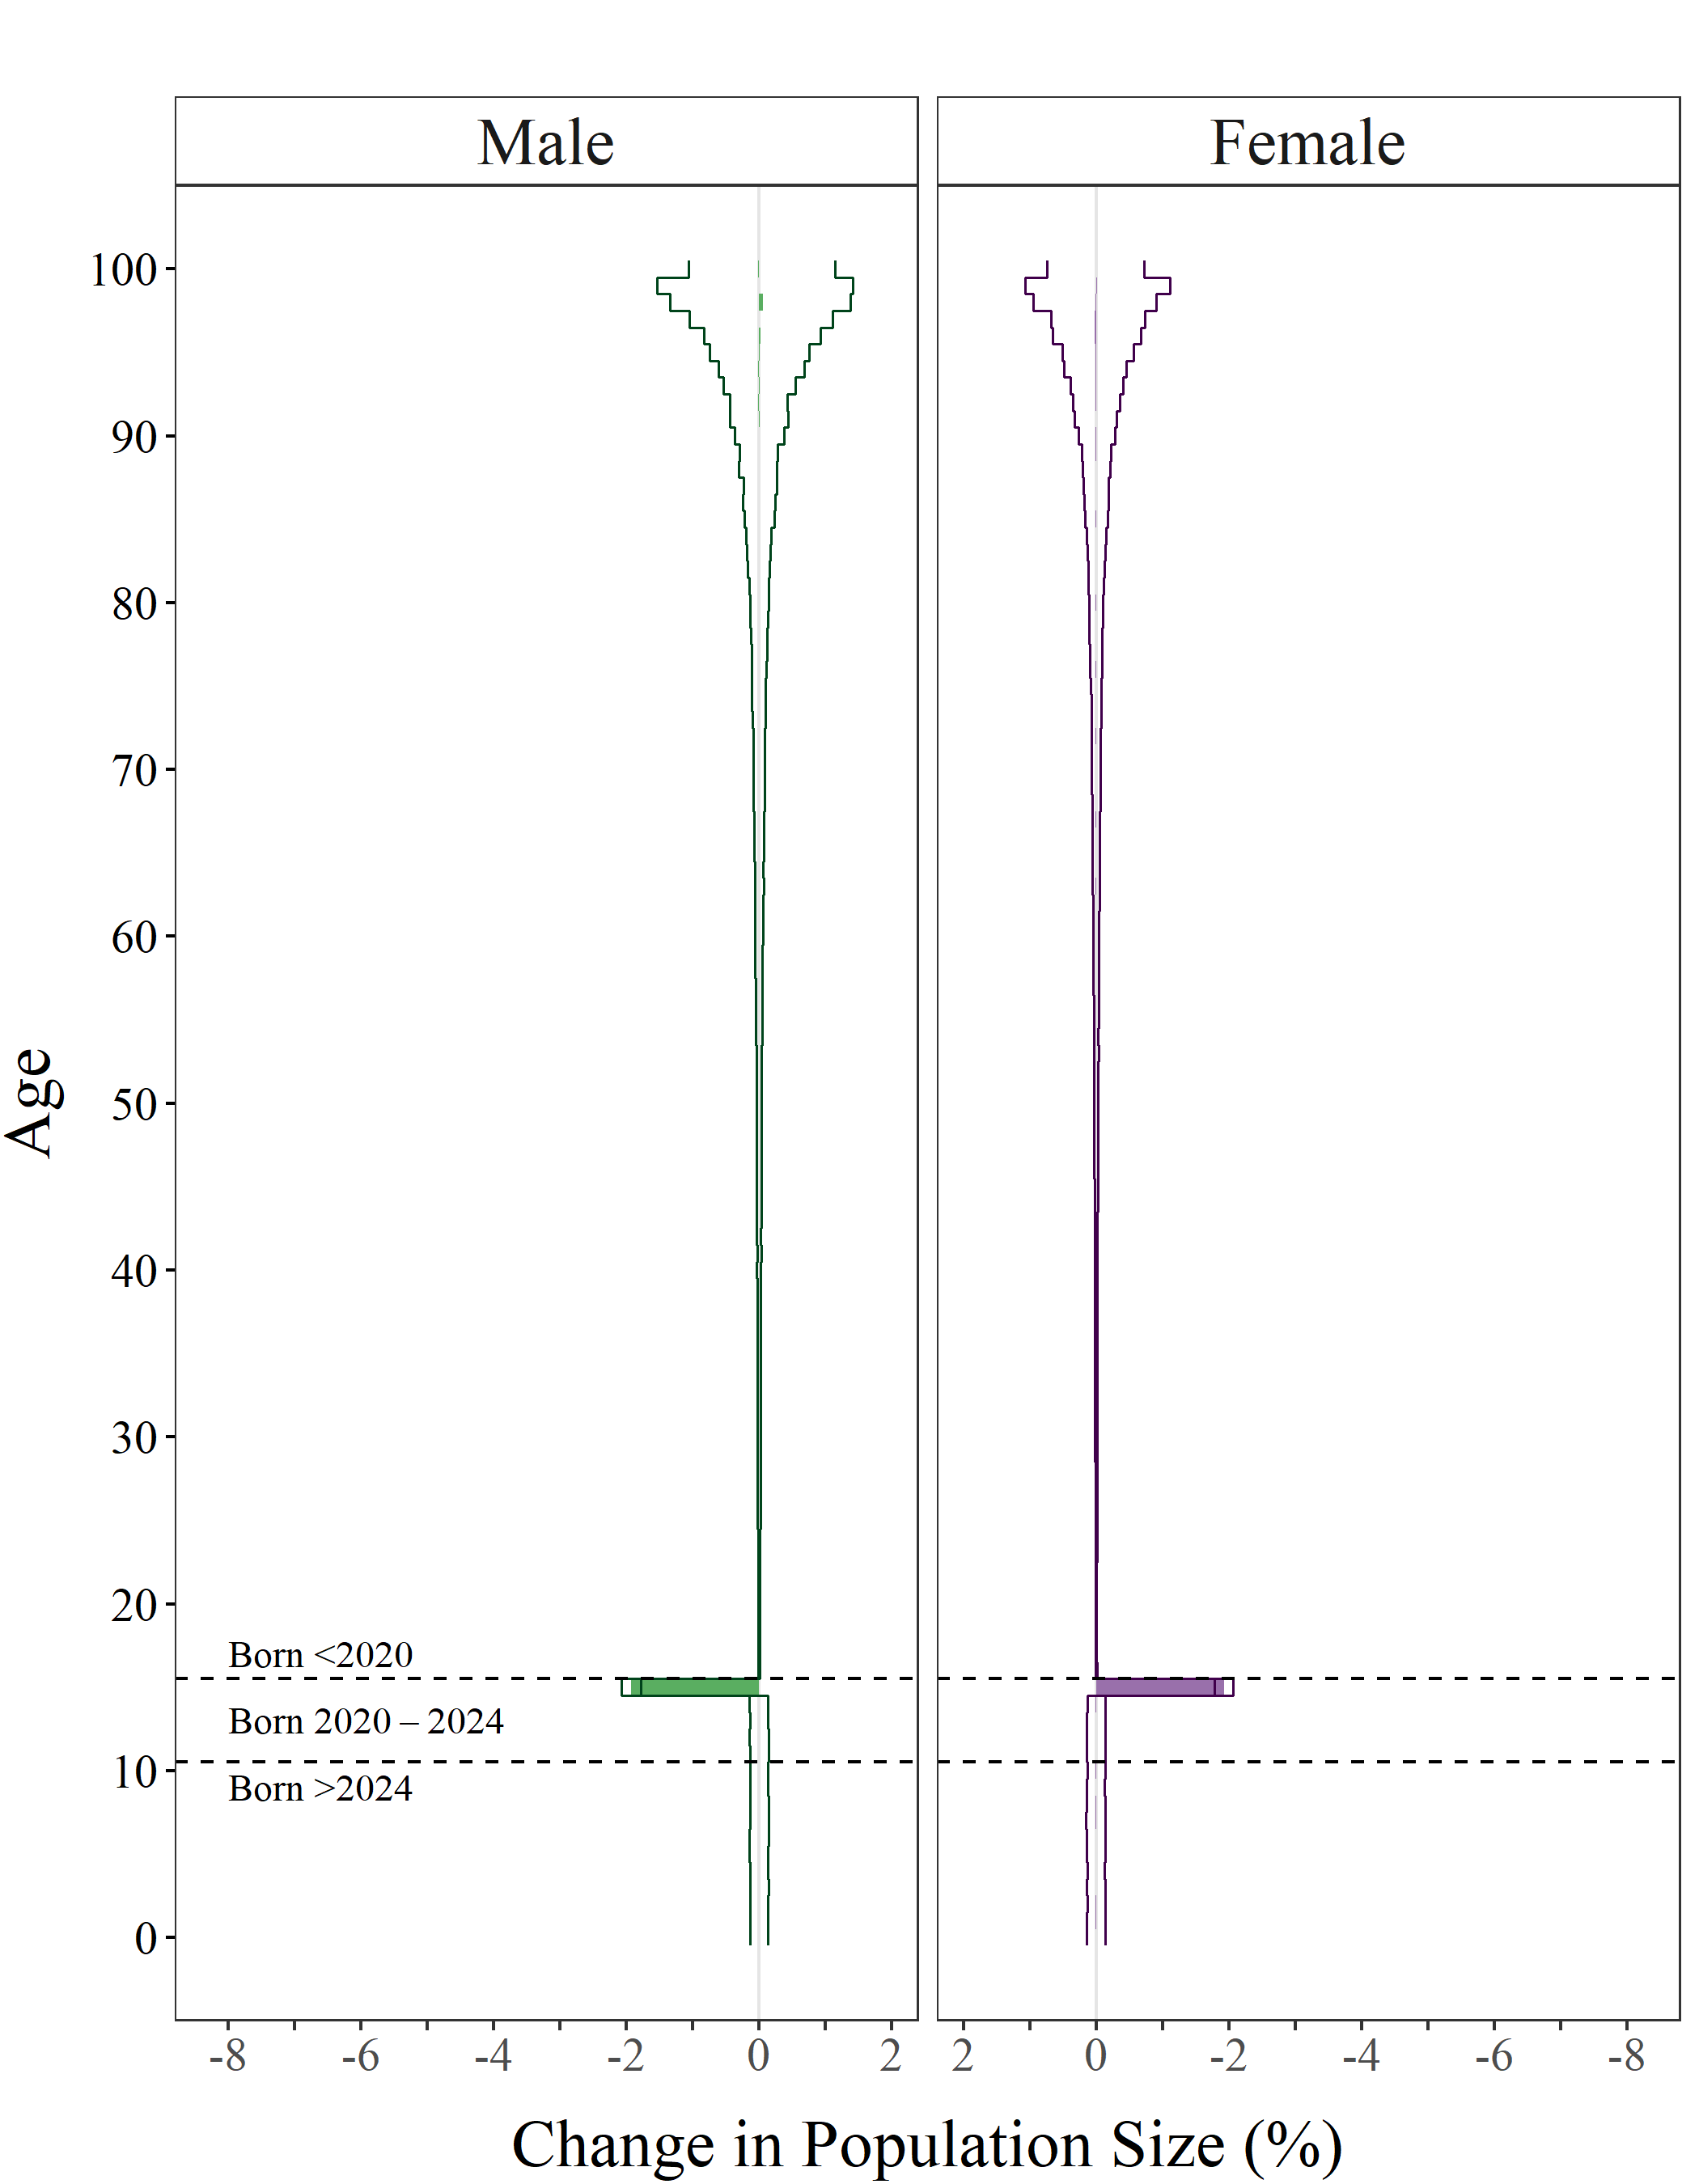 Male Female
100
90
80
70
60
50
40
30
20
10
0
Age
Born <2020
Born 2020 – 2024
Born >2024
-8 -6 -4 -2 0 2 2 0 -2 -4 -6 -8
Change in Population Size (%)